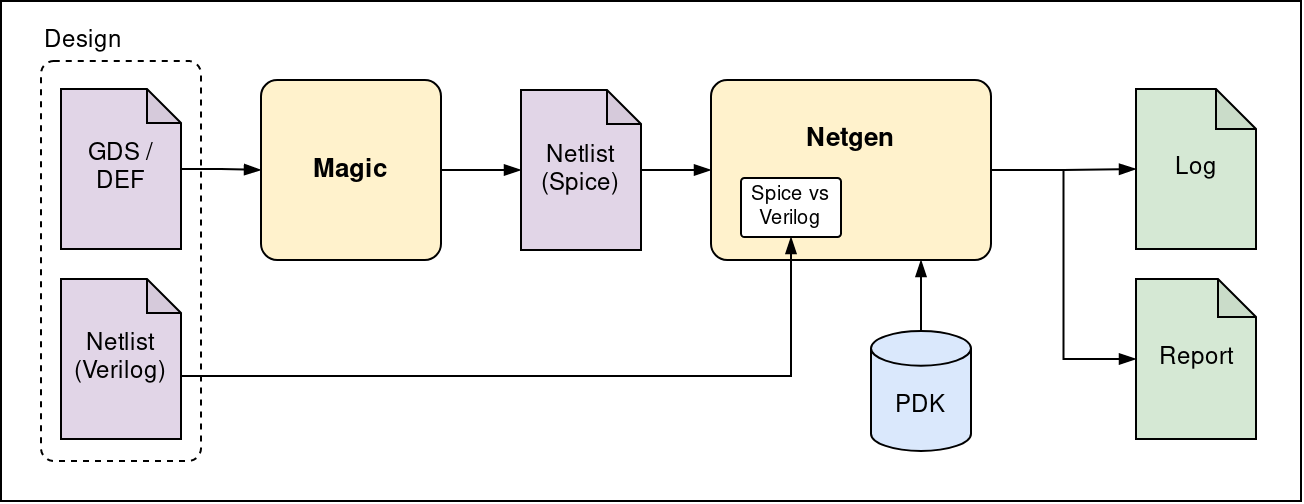 Design
GDS /
DEF
Magic
Netlist
(Spice)
Netgen
Spice vs
Verilog
Log
Netlist
(Verilog)
PDK
Report